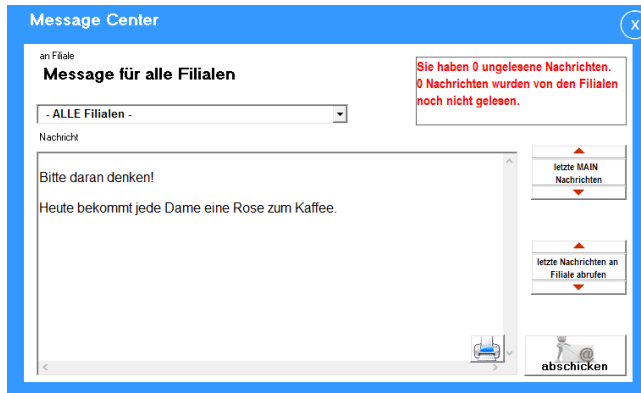 Message Center
X
an Filiale
Message für alle Filialen
Sie haben 0 ungelesene Nachrichten.
0 Nachrichten wurden von den Filialen
noch nicht gelesen.
- ALLE Filialen -
Nachricht
Bitte daran denken!
Heute bekommt jede Dame eine Rose zum Kaffee.
letzte MAIN
Nachrichten
letzte Nachrichten an
Filiale abrufen
@
abschicken